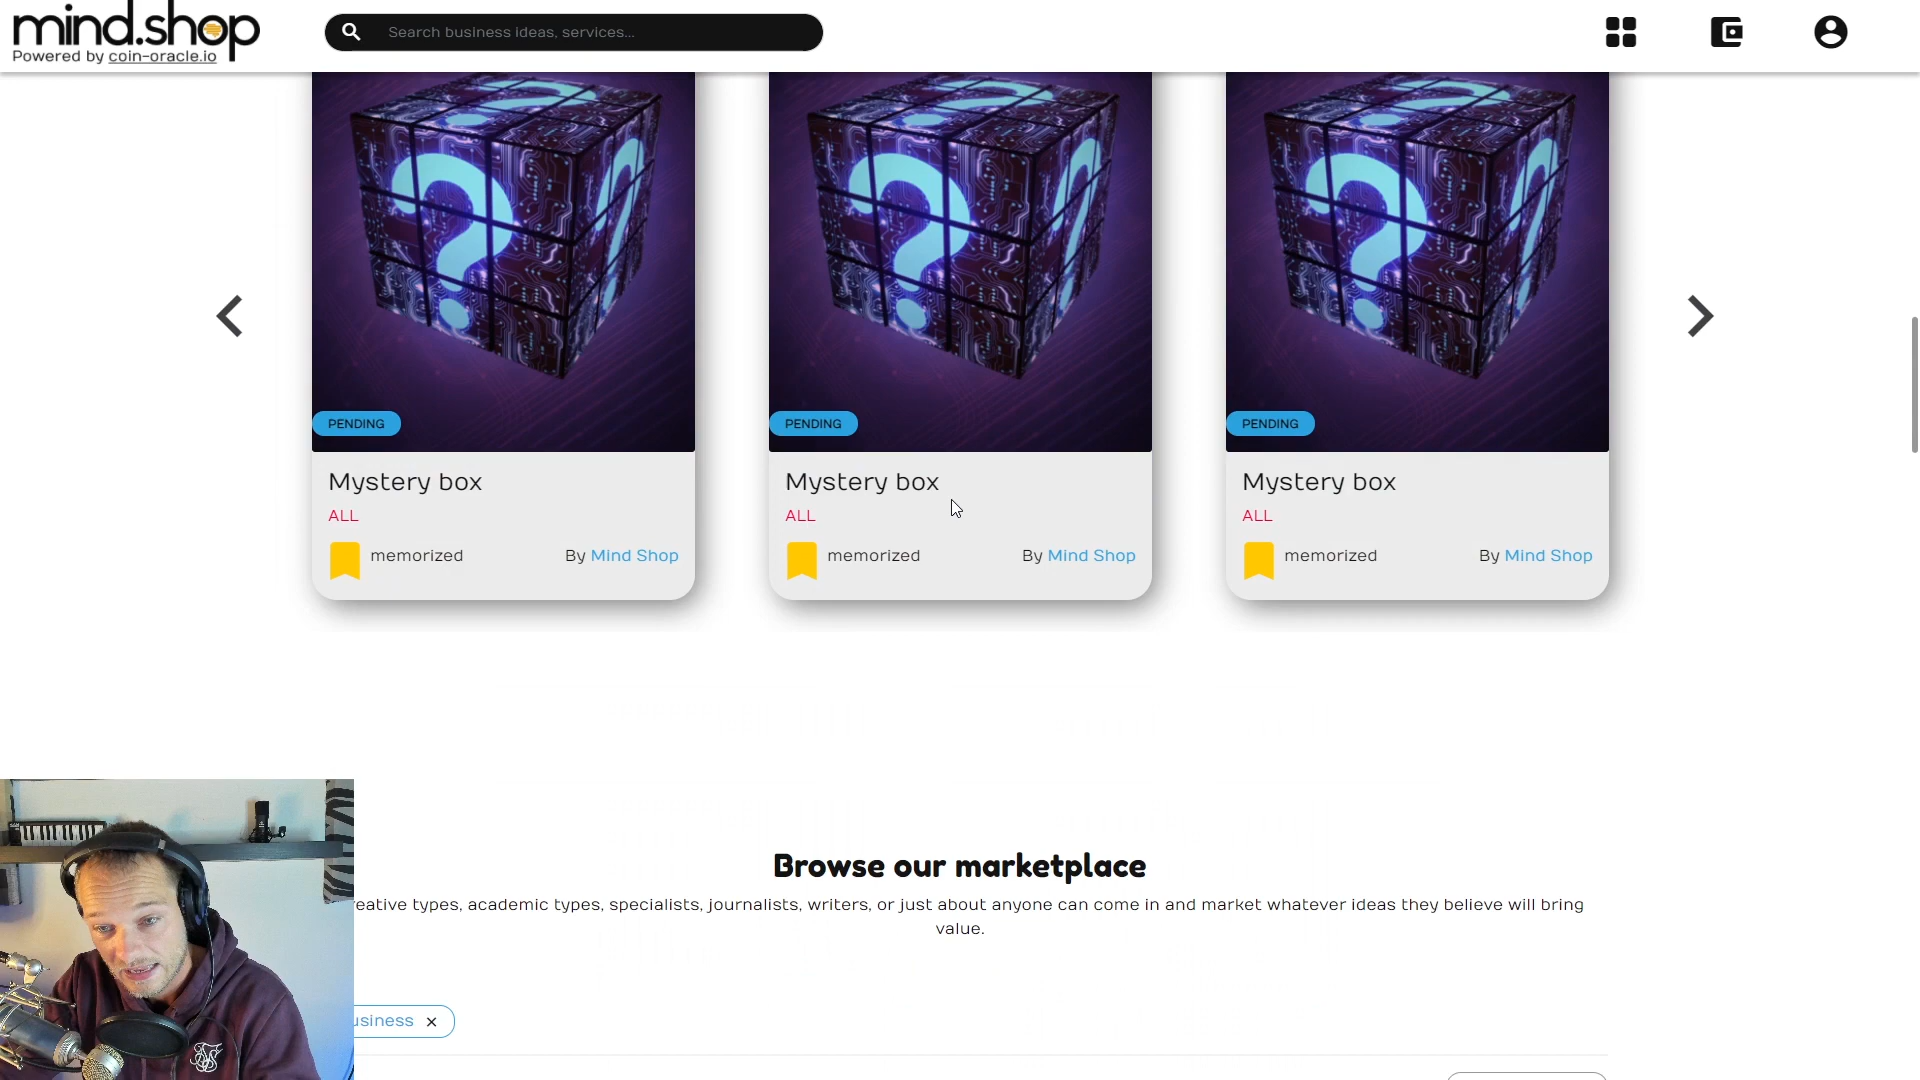 mind.shop
Powered by coin-oracle.io
Search business ideas, services...
PENDING
PENDING
PENDING
Mystery box
Mystery box
Mystery box
ALL
ALL
ALL
memorized
By Mind Shop
memorized
By Mind Shop
memorized
By Mind Shop
Browse our marketplace
types, academic types, specialists, journalists, writers, or just about anyone can come in and market whatever ideas they believe will bring
value.